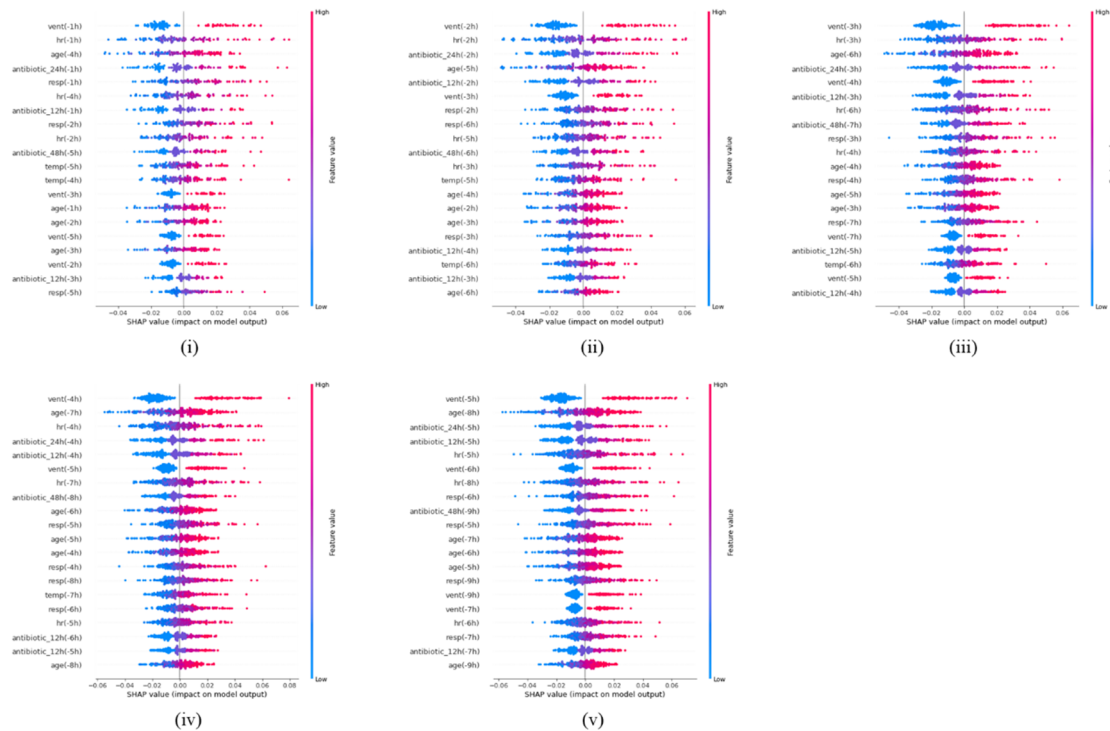 High
vent(-1h)
hr(-1h)
age(-4h)
antibiotic_24h(-1h)
resp(-1h)
hr(-4h)
antibiotic_12h(-1h)
resp(-2h)
hr(-2h)
antibiotic_48h(-5h)
temp(-5h)
temp(-4h)
vent(-3h)
age(-1h)
age(-2h)
vent(-5h)
age(-3h)
vent(-2h)
antibiotic_12h(-3h)
resp(-5h)
Feature value
Low
−0.04 −0.02 0.00 0.02 0.04 0.06
SHAP value (impact on model output)
(i)
High
vent(-2h)
hr(-2h)
antibiotic_24h(-2h)
age(-5h)
antibiotic_12h(-2h)
vent(-3h)
resp(-2h)
resp(-6h)
hr(-5h)
antibiotic_48h(-6h)
hr(-3h)
temp(-5h)
age(-4h)
age(-2h)
age(-3h)
resp(-3h)
antibiotic_12h(-4h)
temp(-6h)
antibiotic_12h(-3h)
age(-6h)
Feature value
Low
−0.04 −0.02 0.00 0.02 0.04 0.06
SHAP value (impact on model output)
(ii)
High
vent(-3h)
hr(-3h)
age(-6h)
antibiotic_24h(-3h)
vent(-4h)
antibiotic_12h(-3h)
hr(-6h)
antibiotic_48h(-7h)
resp(-3h)
hr(-4h)
age(-4h)
resp(-4h)
age(-5h)
age(-3h)
resp(-7h)
vent(-7h)
antibiotic_12h(-5h)
temp(-6h)
vent(-5h)
antibiotic_12h(-4h)
Low
−0.04 −0.02 0.00 0.02 0.04 0.06
SHAP value (impact on model output)
(iii)
High
vent(-4h)
age(-7h)
hr(-4h)
antibiotic_24h(-4h)
antibiotic_12h(-4h)
vent(-5h)
hr(-7h)
antibiotic_48h(-8h)
age(-6h)
resp(-5h)
age(-5h)
age(-4h)
resp(-4h)
resp(-8h)
temp(-7h)
resp(-6h)
hr(-5h)
antibiotic_12h(-6h)
antibiotic_12h(-5h)
age(-8h)
Feature value
Low
−0.06 −0.04 −0.02 0.00 0.02 0.04 0.06 0.08
SHAP value (impact on model output)
(iv)
High
vent(-5h)
age(-8h)
antibiotic_24h(-5h)
antibiotic_12h(-5h)
hr(-5h)
vent(-6h)
hr(-8h)
resp(-6h)
antibiotic_48h(-9h)
resp(-5h)
age(-7h)
age(-6h)
age(-5h)
resp(-9h)
vent(-9h)
vent(-7h)
hr(-6h)
resp(-7h)
antibiotic_12h(-7h)
age(-9h)
Feature value
Low
−0.06 −0.04 −0.02 0.00 0.02 0.04 0.06
SHAP value (impact on model output)
(v)